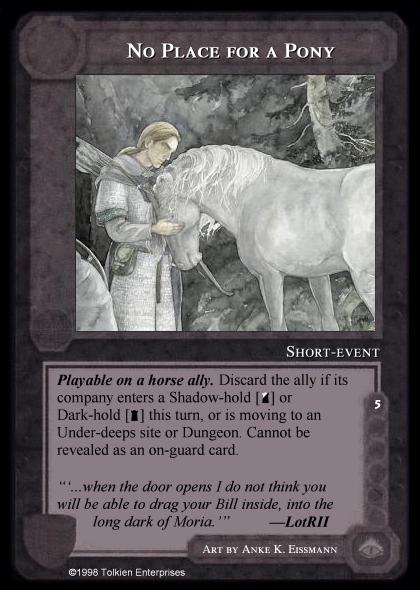 No Place for a Pony
Short-event
Playable on a horse ally. Discard the ally if its
company enters a Shadow-hold [] or
Dark-hold [] this turn, or is moving to an
Under-deeps site or Dungeon. Cannot be
revealed as an on-guard card.
5
“‘...when the door opens I do not think you
will be able to drag your Bill inside, into the
long dark of Moria.’” —LotRII
Art by Anke K. Eissmann
©1998 Tolkien Enterprises